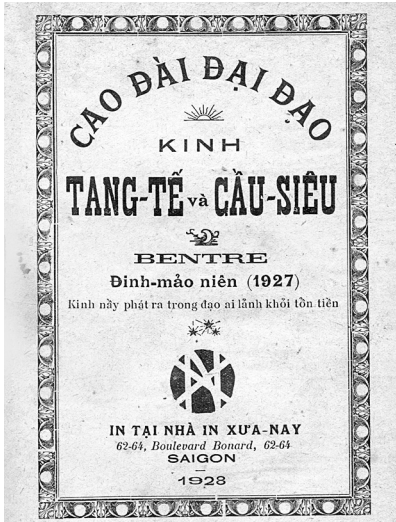 CAO ĐÀI ĐẠI ĐẠO
KINH
TANG-TẾ và CẦU-SIÊU
BENTRE
Đinh-mảo niên (1927)
Kinh nầy phát ra trong đạo ai lảnh khỏi tồn tiền
IN TẠI NHÀ IN XƯA-NAY
62-64, Boulevard Bonard, 62-64
SAIGON
1928